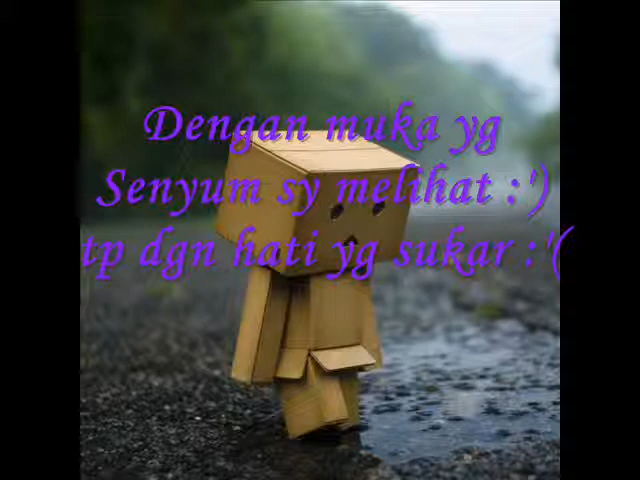 Dengan muka yg
Senyum sy melihat :')
tp dgn hati yg sukar :'(